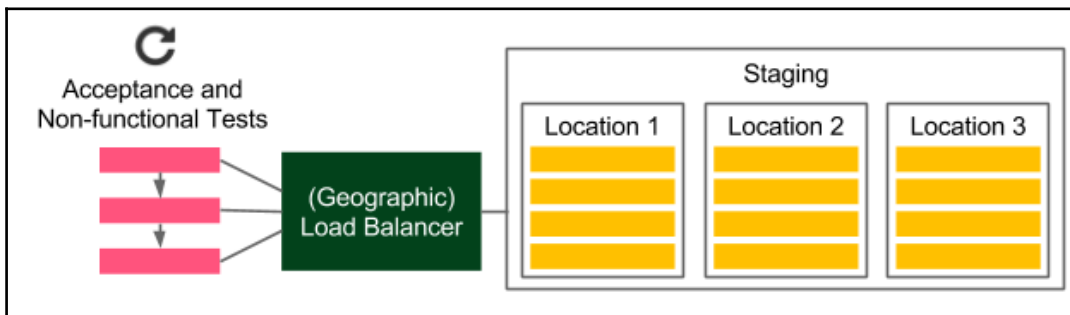 Acceptance and
Non-functional Tests
(Geographic)
Load Balancer
Staging
Location 1
Location 2
Location 3